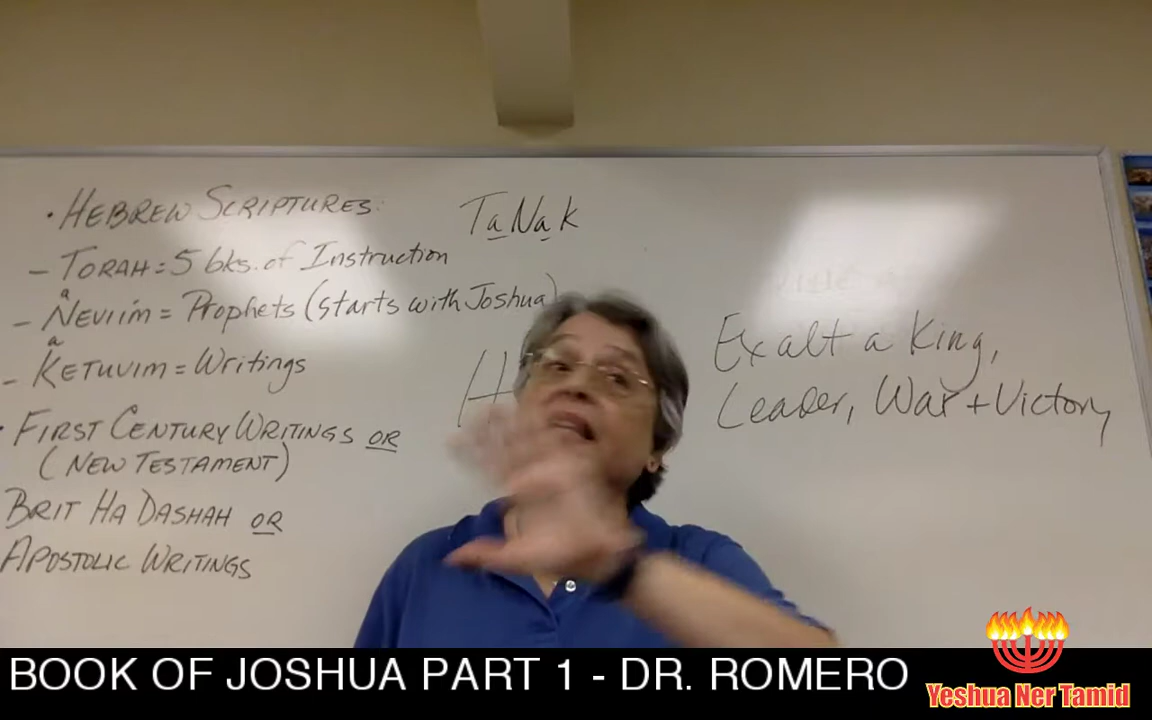 · HEBREW SCRIPTURES:
TaNaK
- TORAH = 5 bks. of Instruction
a
- NEVIIM = Prophets (starts with Joshua)
a
- KETUVIM = Writings
H
Exalt a King,
Leader, War + Victory
· FIRST CENTURY WRITINGS OR
(NEW TESTAMENT)
BRIT HA DASHAH OR
APOSTOLIC WRITINGS
BOOK OF JOSHUA PART 1 - DR. ROMERO
Yeshua Ner Tamid